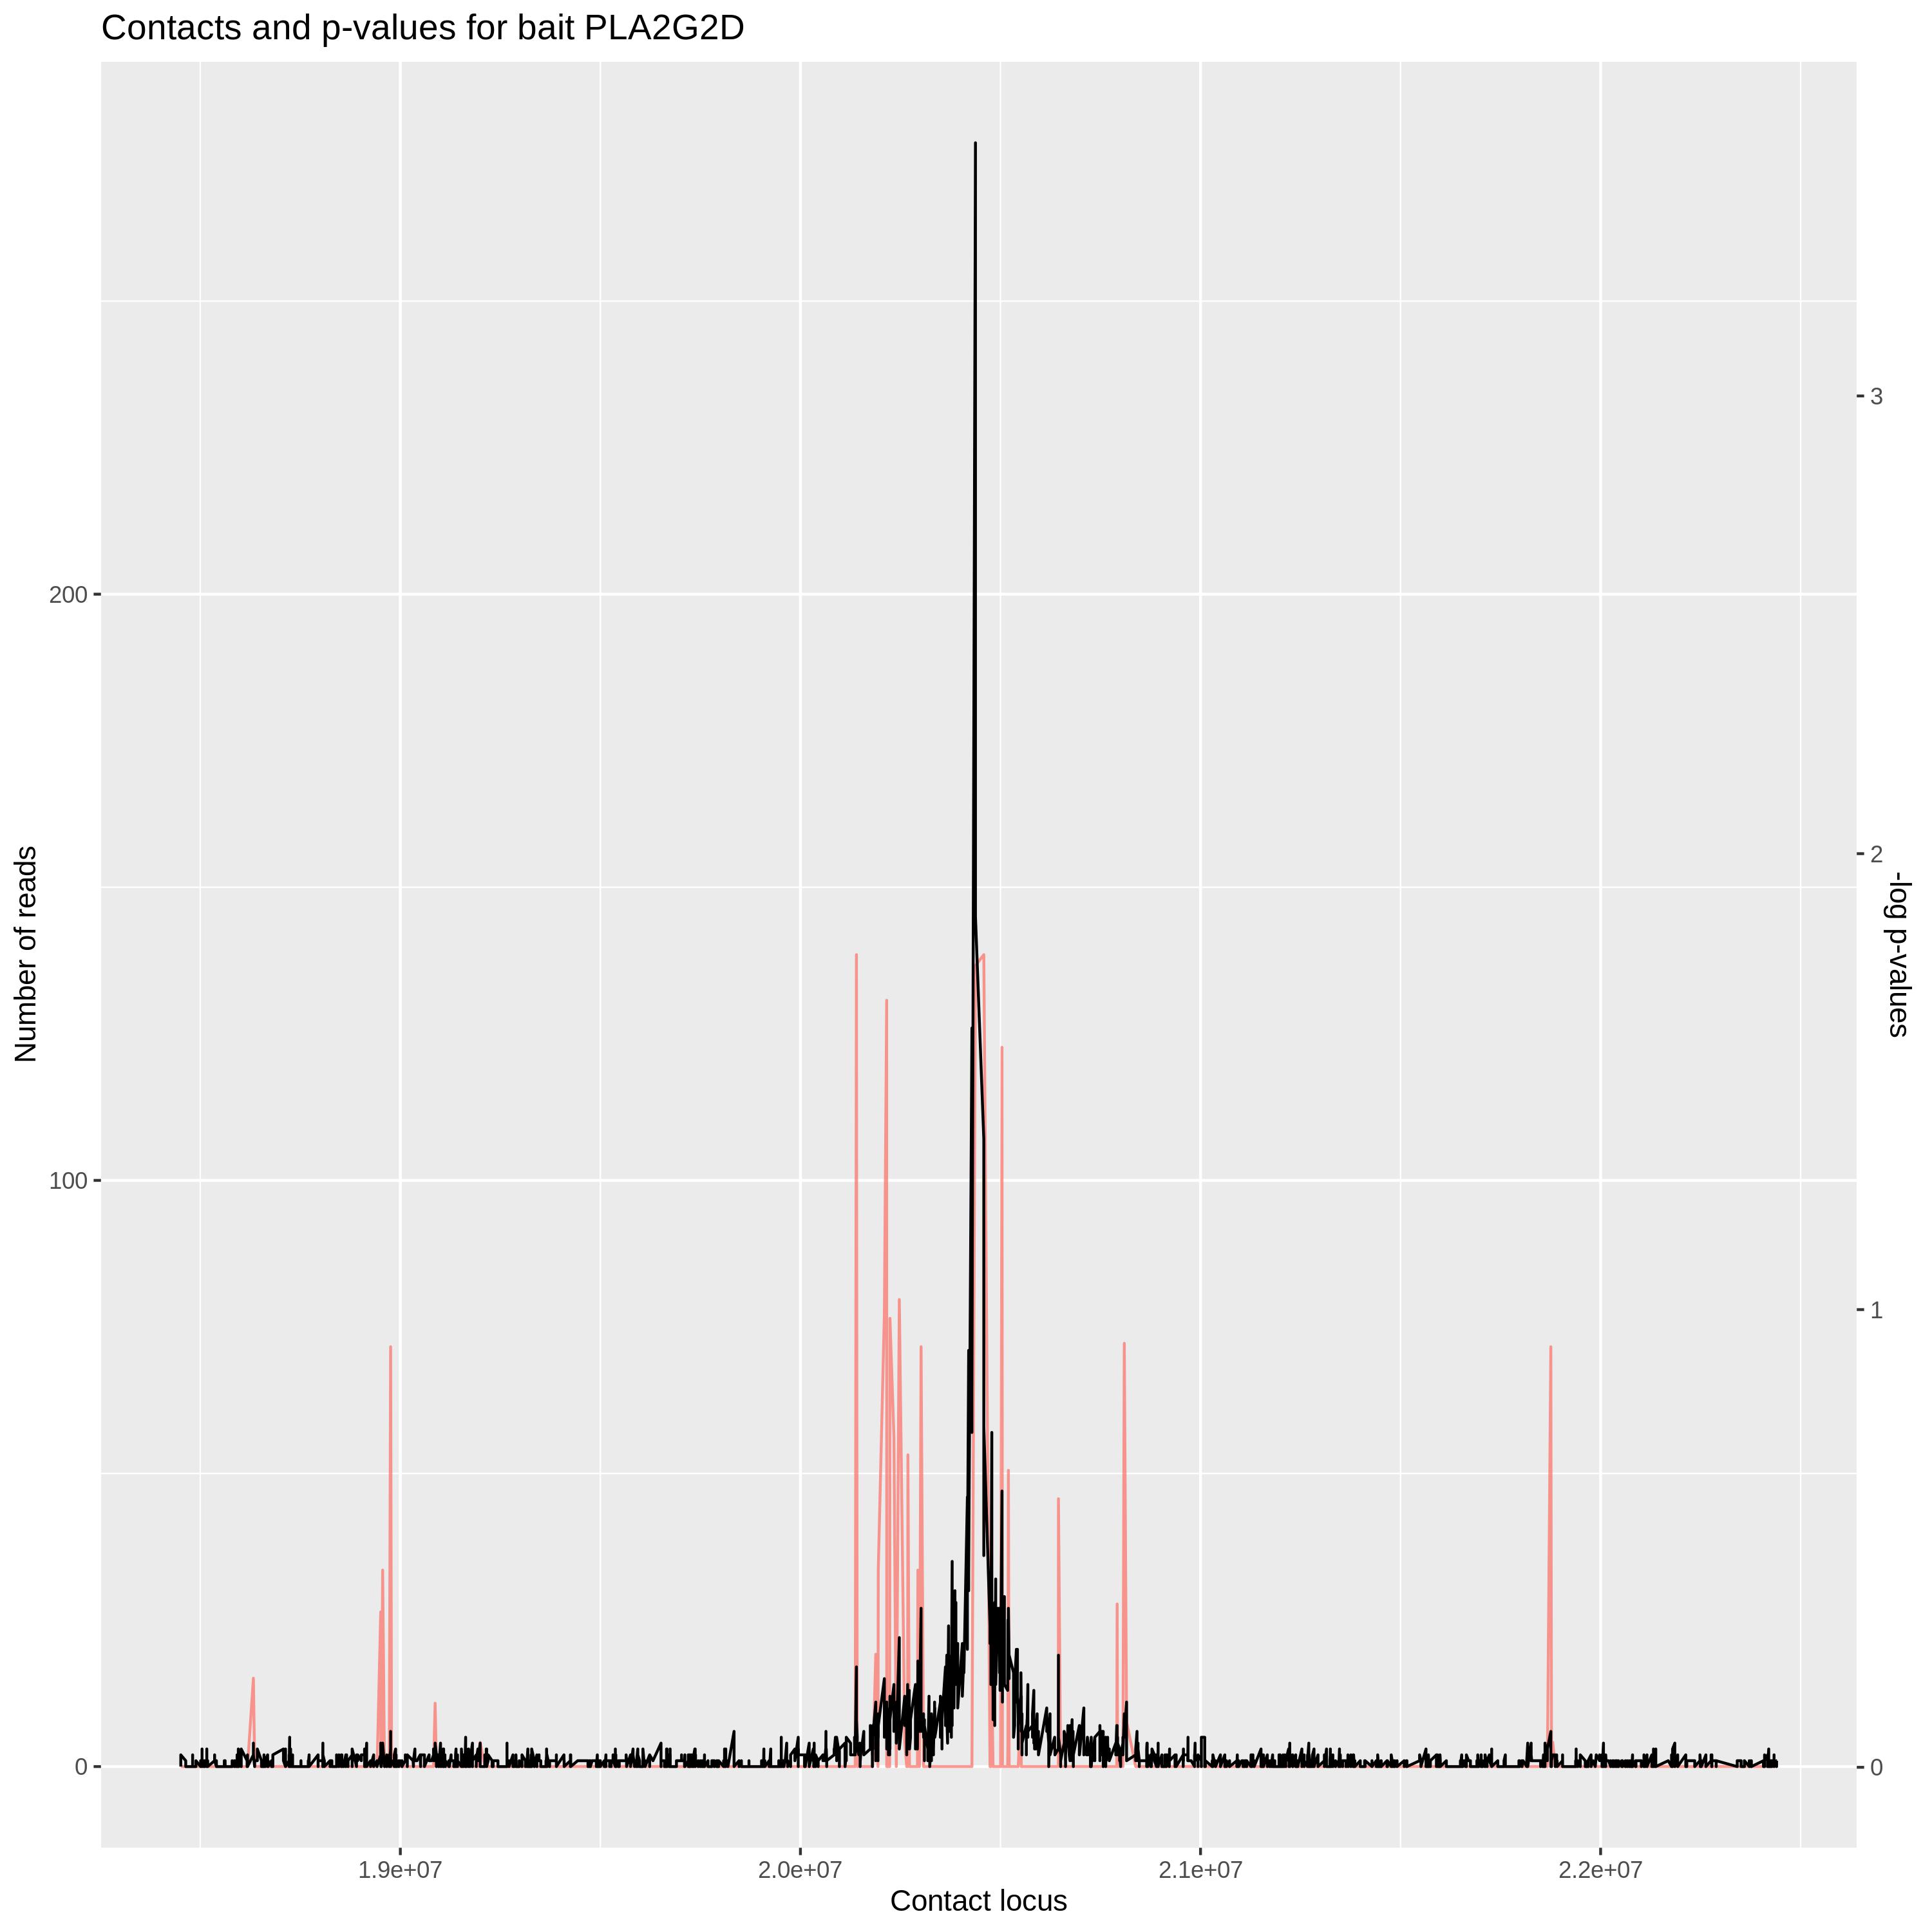 Contacts and p-values for bait PLA2G2D
Number of reads
200
100
0
3
2
1
0
-log p-values
1.9e+07 2.0e+07 2.1e+07 2.2e+07
Contact locus